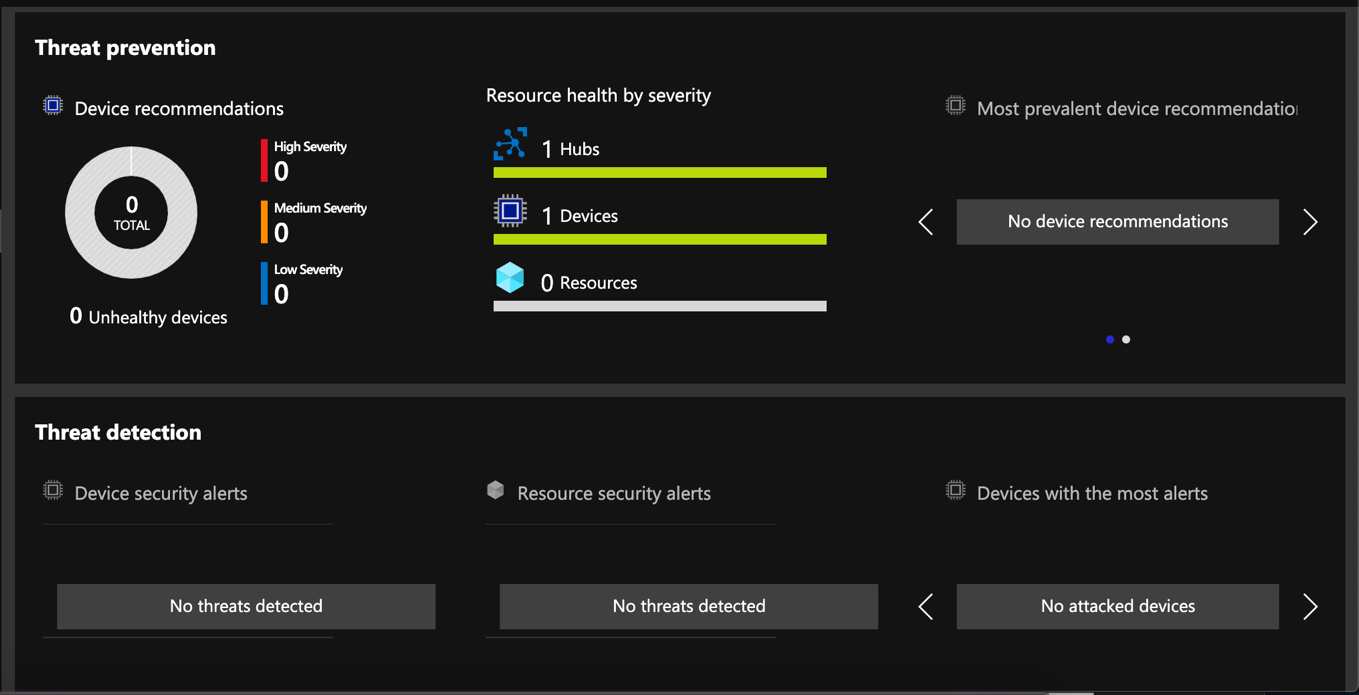 Threat prevention
Device recommendations
0
TOTAL
0 Unhealthy devices
High Severity
0
Medium Severity
0
Low Severity
0
Resource health by severity
1 Hubs
1 Devices
0 Resources
Most prevalent device recommendation
No device recommendations
Threat detection
Device security alerts
No threats detected
Resource security alerts
No threats detected
Devices with the most alerts
No attacked devices